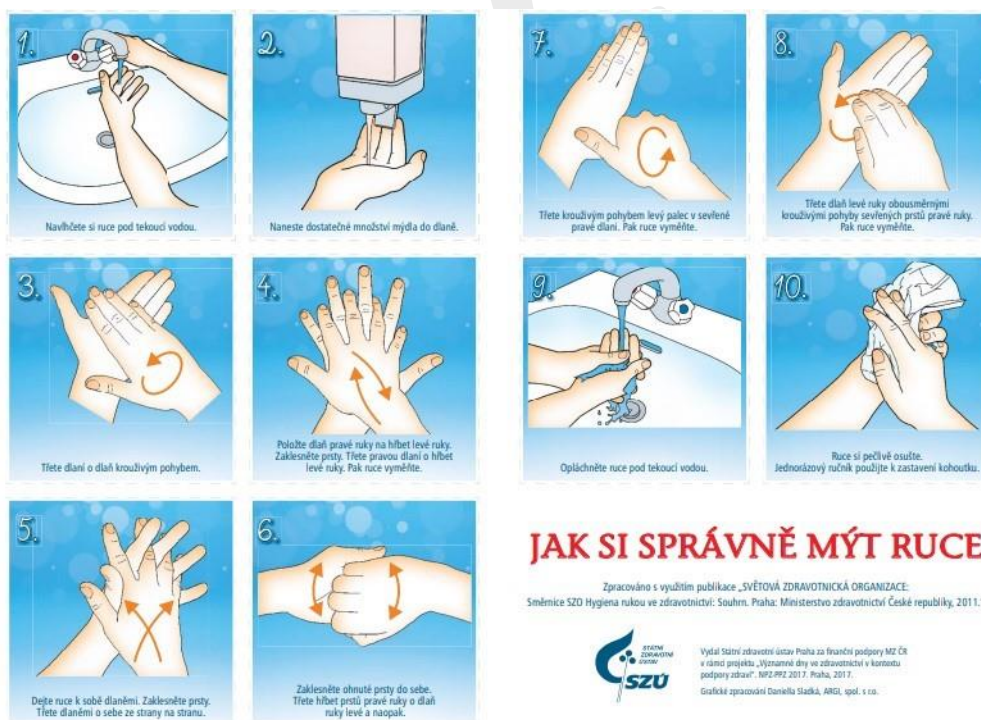 1.
Navlhčete si ruce pod tekoucí vodou.
2.
Naneste dostatečné množství mýdla do dlaně.
3.
Třete dlaní o dlaň krouživým pohybem.
4.
Položte dlaň pravé ruky na hřbet levé ruky.
Zaklesněte prsty. Třete pravou dlaní o hřbet
levé ruky. Pak ruce vyměňte.
5.
Dejte ruce k sobě dlaněmi. Zaklesněte prsty.
Třete dlaněmi o sebe ze strany na stranu.
6.
Zaklesněte ohnuté prsty do sebe.
Třete hřbet prstů pravé ruky o dlaň
ruky levé a naopak.
7.
Třete krouživým pohybem levý palec v sevřené
pravé dlani. Pak ruce vyměňte.
8.
Třete dlaň levé ruky obousměrnými
krouživými pohyby sevřených prstů pravé ruky.
Pak ruce vyměňte.
9.
Opláchněte ruce pod tekoucí vodou.
10.
Ruce si pečlivě osušte.
Jednorázový ručník použijte k zastavení kohoutku.
JAK SI SPRÁVNĚ MÝT RUCE
Zpracováno s využitím publikace „SVĚTOVÁ ZDRAVOTNICKÁ ORGANIZACE:
Směrnice SZO Hygiena rukou ve zdravotnictví: Souhrn. Praha: Ministerstvo zdravotnictví České republiky, 2011."
STÁTNÍ
ZDRAVOTNÍ
ÚSTAV
SZÚ
Vydal Státní zdravotní ústav Praha za finanční podpory MZ ČR
v rámci projektu „Významné dny ve zdravotnictví v kontextu
podpory zdraví". NPZ-PPZ 2017. Praha, 2017.
Grafické zpracování Daniella Sladká, ARGI, spol. s r.o.